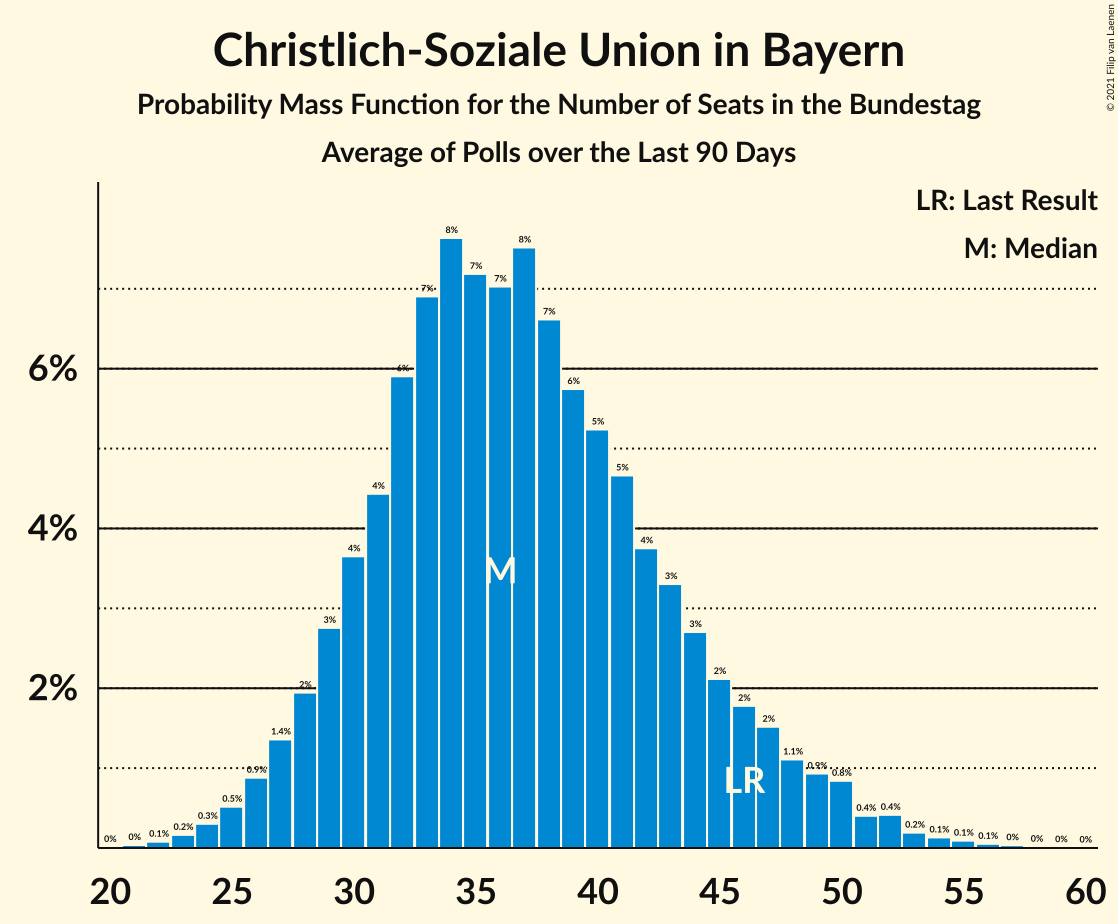 Christlich-Soziale Union in Bayern
Probability Mass Function for the Number of Seats in the Bundestag
Average of Polls over the Last 90 Days
© 2021 Filip van Laenen
LR: Last Result
M: Median
6%
4%
2%
0% 0% 0.1% 0.2% 0.3% 0.5% 0.9% 1.4% 2% 3% 4% 4% 6% 7% 8% 7% 7% 8% 7% 6% 5% 5% 4% 3% 3% 2% 2% 2% 1.1% 0.9% 0.8% 0.4% 0.4% 0.2% 0.1% 0.1% 0.1% 0% 0% 0% 0%
M
LR
20 25 30 35 40 45 50 55 60